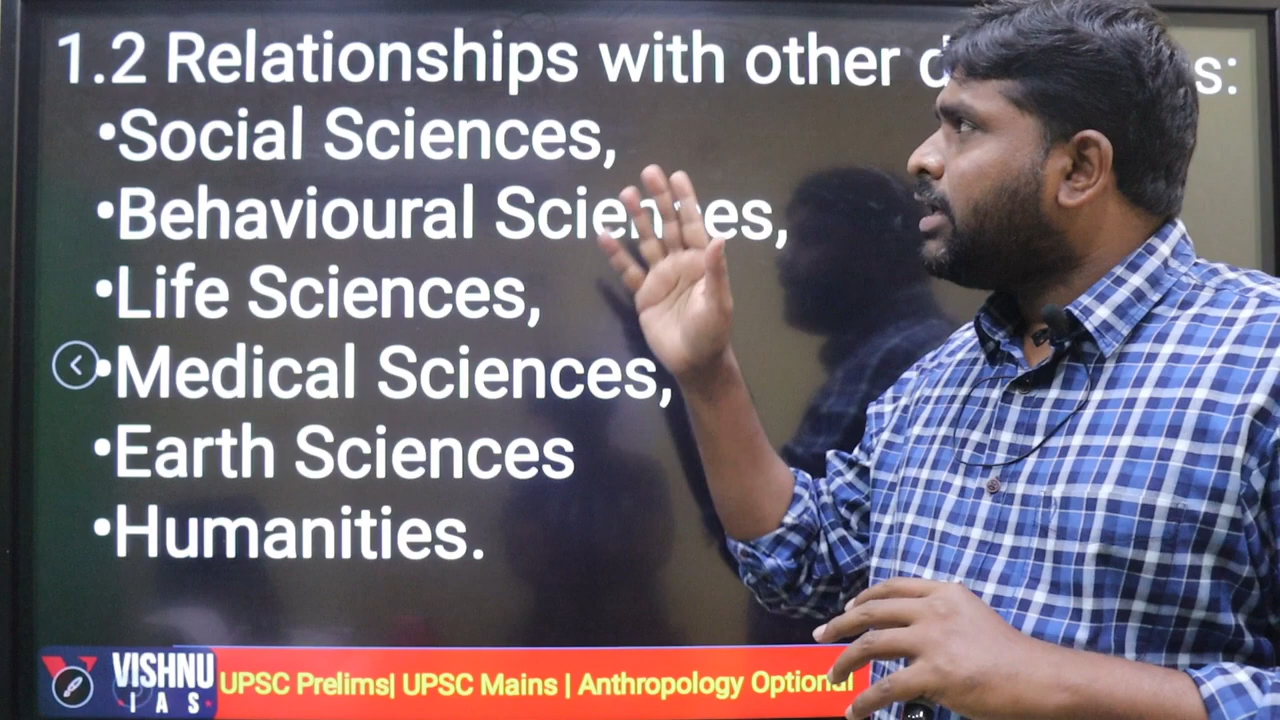 1.2 Relationships with other
•Social Sciences,
•Behavioural Sciences,
•Life Sciences,
•Medical Sciences,
•Earth Sciences
•Humanities.
VISHNU
IAS
UPSC Prelims| UPSC Mains | Anthropology Optional